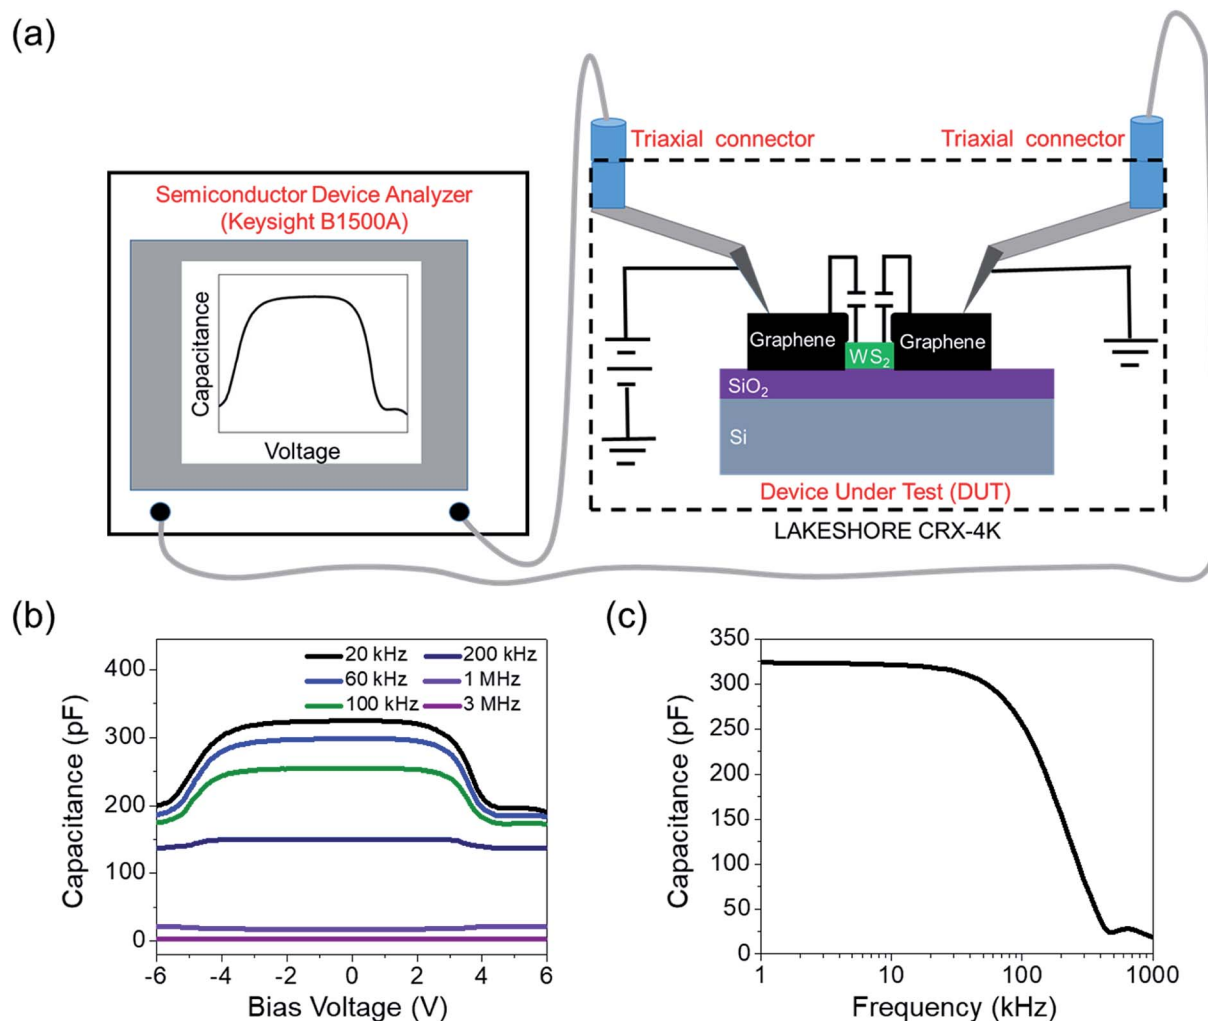 (a)
Triaxial connector
Triaxial connector
Semiconductor Device Analyzer
(Keysight B1500A)
Capacitance
Voltage
Graphene
WS₂
Graphene
SiO₂
Si
Device Under Test (DUT)
LAKESHORE CRX-4K
(b)
20 kHz
200 kHz
60 kHz
1 MHz
100 kHz
3 MHz
Capacitance (pF)
400
300
200
100
0
-6 -4 -2 0 2 4 6
Bias Voltage (V)
(c)
Capacitance (pF)
350
300
250
200
150
100
50
0
1 10 100 1000
Frequency (kHz)